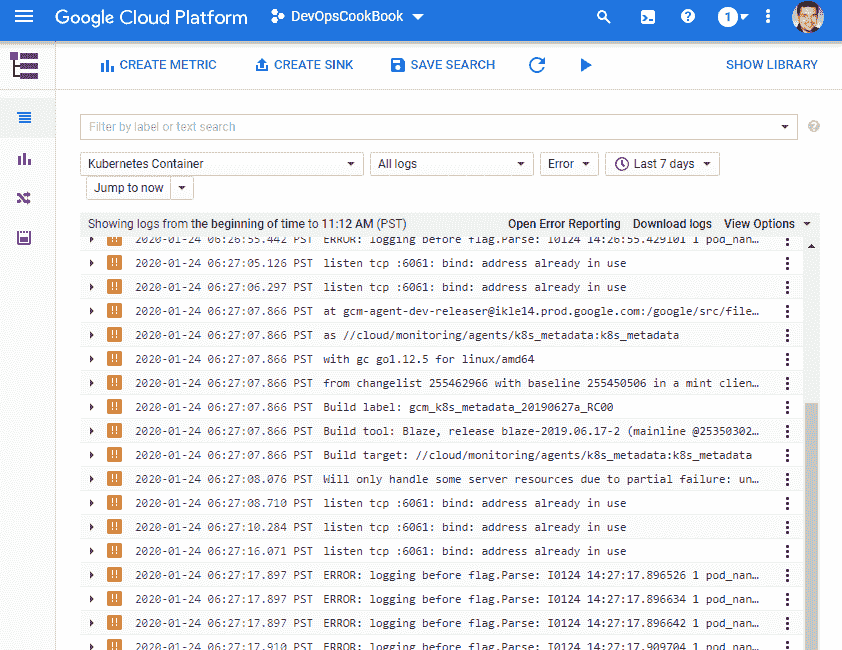 Google Cloud Platform DevOpsCookBook 1
CREATE METRIC CREATE SINK SAVE SEARCH SHOW LIBRARY
Filter by label or text search
Kubernetes Container All logs Error Last 7 days
Jump to now
Showing logs from the beginning of time to 11:12 AM (PST) Open Error Reporting Download logs View Options
!! 2020-01-24 06:26:55.442 PST ERROR: logging before flag.Parse: I0124 14:26:55.429101 1 pod_nan…
!! 2020-01-24 06:27:05.126 PST listen tcp :6061: bind: address already in use
!! 2020-01-24 06:27:06.297 PST listen tcp :6061: bind: address already in use
!! 2020-01-24 06:27:07.866 PST at gcm-agent-dev-releaser@ikle14.prod.google.com:/google/src/file…
!! 2020-01-24 06:27:07.866 PST as //cloud/monitoring/agents/k8s_metadata:k8s_metadata
!! 2020-01-24 06:27:07.866 PST with gc go1.12.5 for linux/amd64
!! 2020-01-24 06:27:07.866 PST from changelist 255462966 with baseline 255450506 in a mint clien…
!! 2020-01-24 06:27:07.866 PST Build label: gcm_k8s_metadata_20190627a_RC00
!! 2020-01-24 06:27:07.866 PST Build tool: Blaze, release blaze-2019.06.17-2 (mainline @25350302…
!! 2020-01-24 06:27:07.866 PST Build target: //cloud/monitoring/agents/k8s_metadata:k8s_metadata
!! 2020-01-24 06:27:08.076 PST Will only handle some server resources due to partial failure: un…
!! 2020-01-24 06:27:08.710 PST listen tcp :6061: bind: address already in use
!! 2020-01-24 06:27:10.284 PST listen tcp :6061: bind: address already in use
!! 2020-01-24 06:27:16.071 PST listen tcp :6061: bind: address already in use
!! 2020-01-24 06:27:17.897 PST ERROR: logging before flag.Parse: I0124 14:27:17.896526 1 pod_nan…
!! 2020-01-24 06:27:17.897 PST ERROR: logging before flag.Parse: I0124 14:27:17.896634 1 pod_nan…
!! 2020-01-24 06:27:17.897 PST ERROR: logging before flag.Parse: I0124 14:27:17.896642 1 pod_nan…
!! 2020-01-24 06:27:17.910 PST ERROR: logging before flag.Parse: I0124 14:27:17.909704 1 pod_nan…